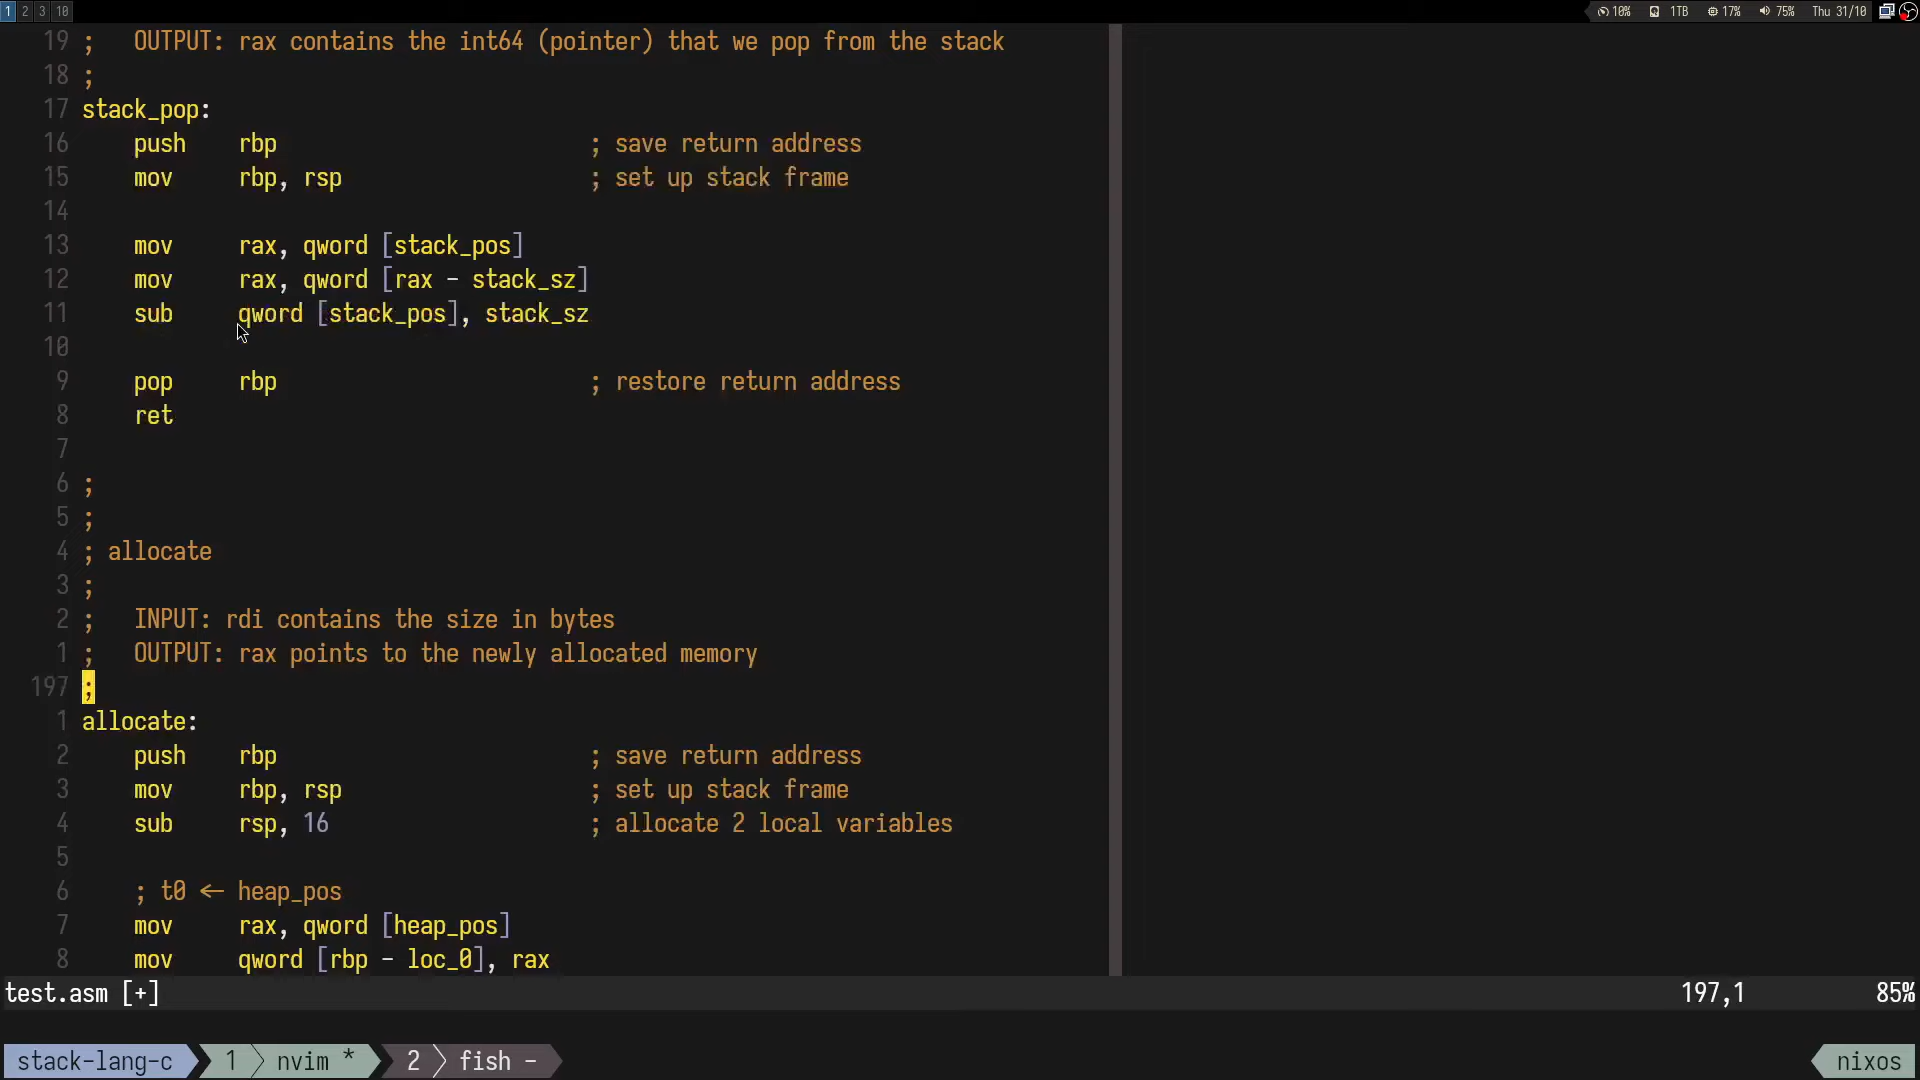 1 2 3 10 10% 1TB 17% 75% Thu 31/10
19 ;   OUTPUT: rax contains the int64 (pointer) that we pop from the stack
18 ;
17 stack_pop:
16     push    rbp                        ; save return address
15     mov     rbp, rsp                   ; set up stack frame
14
13     mov     rax, qword [stack_pos]
12     mov     rax, qword [rax - stack_sz]
11     sub     qword [stack_pos], stack_sz
10
9     pop     rbp                        ; restore return address
8     ret
7
6 ;
5 ;
4 ; allocate
3 ;
2 ;   INPUT: rdi contains the size in bytes
1 ;   OUTPUT: rax points to the newly allocated memory
197 ;
1 allocate:
2     push    rbp                        ; save return address
3     mov     rbp, rsp                   ; set up stack frame
4     sub     rsp, 16                    ; allocate 2 local variables
5
6     ; t0 <- heap_pos
7     mov     rax, qword [heap_pos]
8     mov     qword [rbp - loc_0], rax
test.asm [+] 197,1 85%
stack-lang-c 1 nvim * 2 fish - nixos